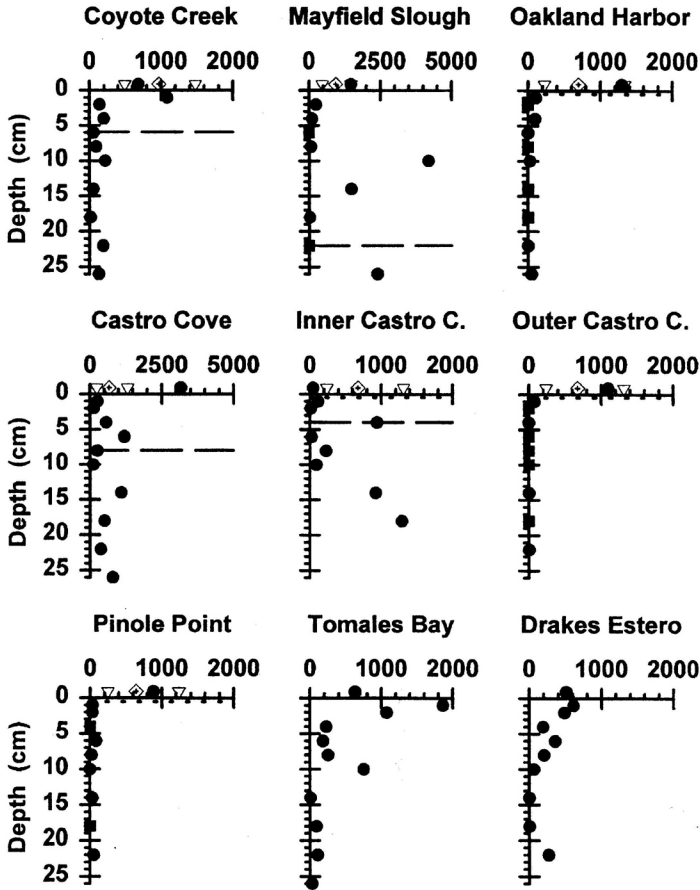 Coyote Creek Mayfield Slough Oakland Harbor
0 1000 2000 0 2500 5000 0 1000 2000
Depth (cm)
0
5
10
15
20
25
Castro Cove Inner Castro C. Outer Castro C.
0 2500 5000 0 1000 2000 0 1000 2000
Depth (cm)
0
5
10
15
20
25
Pinole Point Tomales Bay Drakes Estero
0 1000 2000 0 1000 2000 0 1000 2000
Depth (cm)
0
5
10
15
20
25